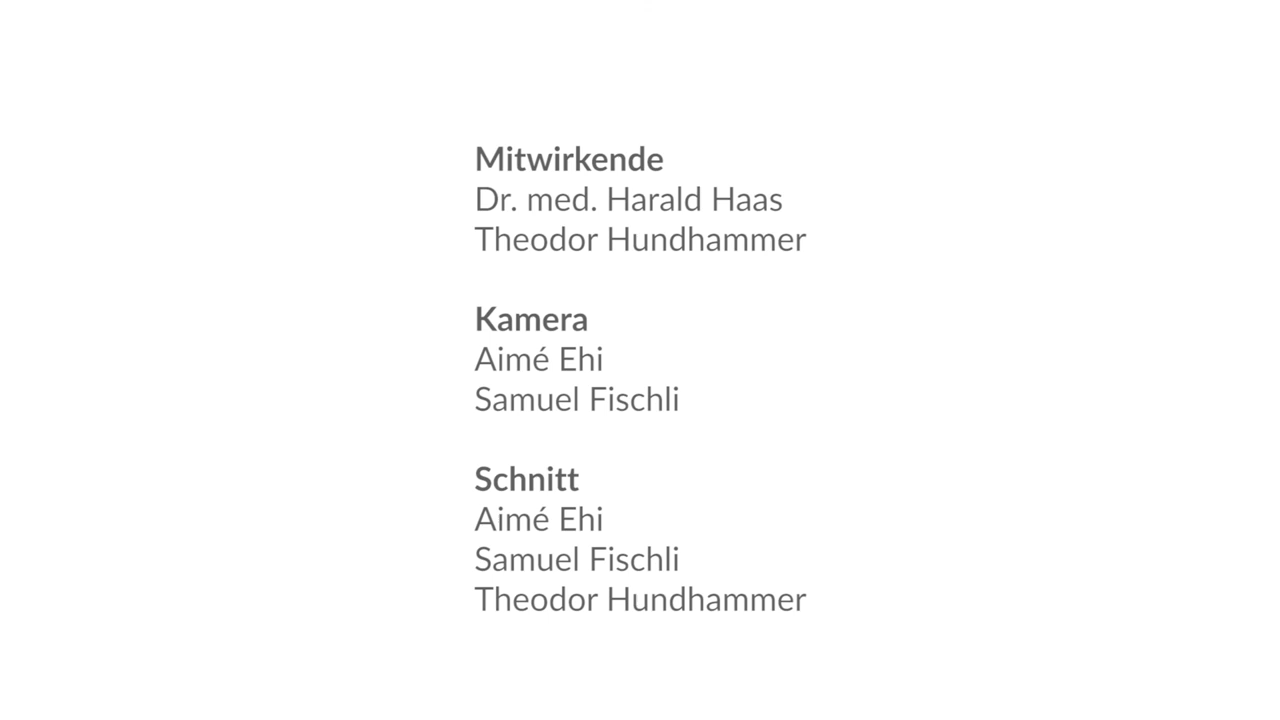 Mitwirkende
Dr. med. Harald Haas
Theodor Hundhammer
Kamera
Aimé Ehi
Samuel Fischli
Schnitt
Aimé Ehi
Samuel Fischli
Theodor Hundhammer